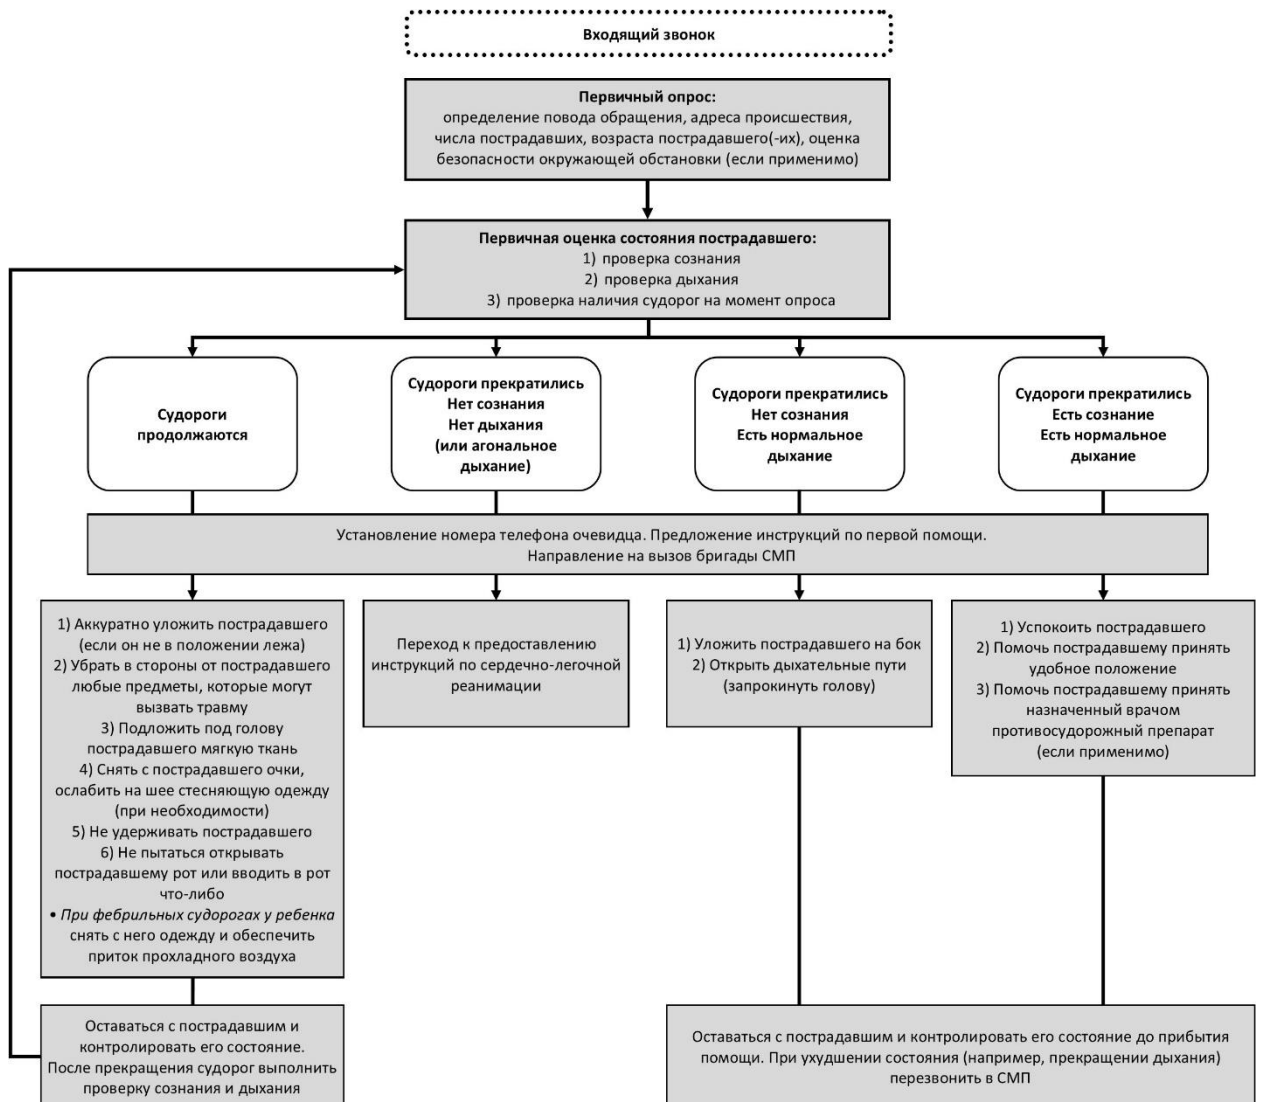 Входящий звонок
Первичный опрос:
определение повода обращения, адреса происшествия,
числа пострадавших, возраста пострадавшего(-их), оценка
безопасности окружающей обстановки (если применимо)
Первичная оценка состояния пострадавшего:
1) проверка сознания
2) проверка дыхания
3) проверка наличия судорог на момент опроса
Судороги
продолжаются
Судороги прекратились
Нет сознания
Нет дыхания
(или агональное
дыхание)
Судороги прекратились
Нет сознания
Есть нормальное
дыхание
Судороги прекратились
Есть сознание
Есть нормальное
дыхание
Установление номера телефона очевидца. Предложение инструкций по первой помощи.
Направление на вызов бригады СМП
1) Аккуратно уложить пострадавшего
(если он не в положении лежа)
2) Убрать в стороны от пострадавшего
любые предметы, которые могут
вызвать травму
3) Подложить под голову
пострадавшего мягкую ткань
4) Снять с пострадавшего очки,
ослабить на шее стесняющую одежду
(при необходимости)
5) Не удерживать пострадавшего
6) Не пытаться открывать
пострадавшему рот или вводить в рот
что-либо
• При фебрильных судорогах у ребенка
снять с него одежду и обеспечить
приток прохладного воздуха
Переход к предоставлению
инструкций по сердечно-легочной
реанимации
1) Уложить пострадавшего на бок
2) Открыть дыхательные пути
(запрокинуть голову)
1) Успокоить пострадавшего
2) Помочь пострадавшему принять
удобное положение
3) Помочь пострадавшему принять
назначенный врачом
противосудорожный препарат
(если применимо)
Оставаться с пострадавшим и
контролировать его состояние.
После прекращения судорог выполнить
проверку сознания и дыхания
Оставаться с пострадавшим и контролировать его состояние до прибытия
помощи. При ухудшении состояния (например, прекращении дыхания)
перезвонить в СМП